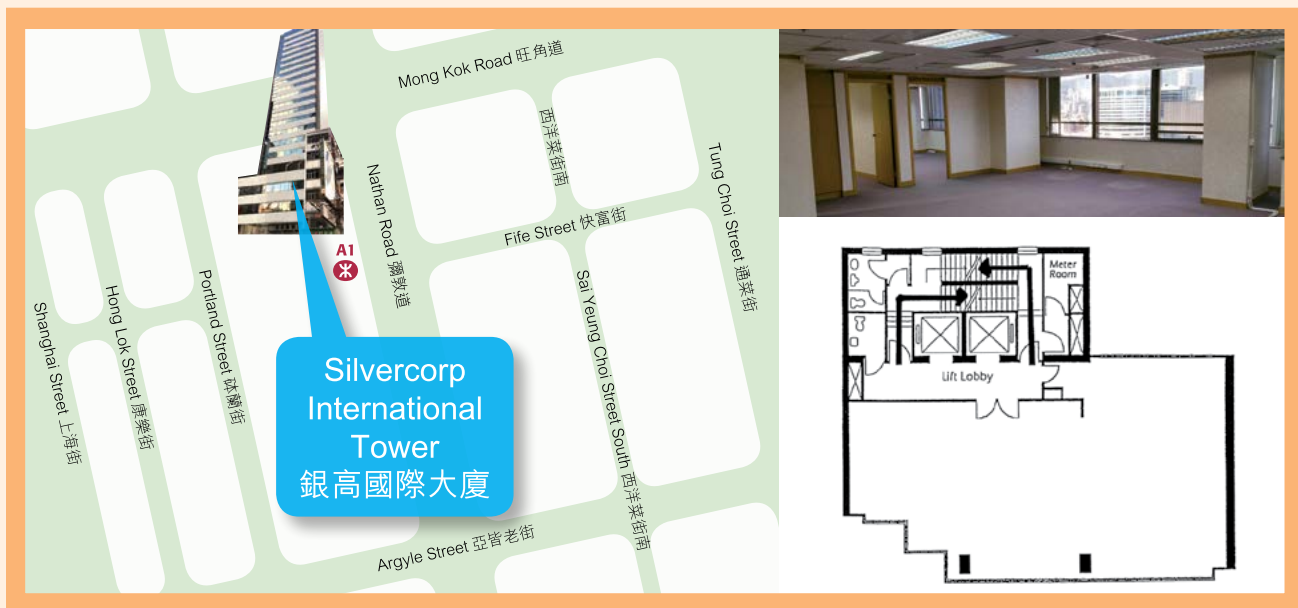 Mong Kok Road 旺角道
西洋菜街南
Tung Choi Street 通菜街
Nathan Road 彌敦道
Fife Street 快富街
A1
Sai Yeung Choi Street South 西洋菜街南
Portland Street 砵蘭街
Hong Lok Street 康樂街
Shanghai Street 上海街
Silvercorp
International
Tower
銀高國際大廈
Argyle Street 亞皆老街
Meter
Room
Lift Lobby